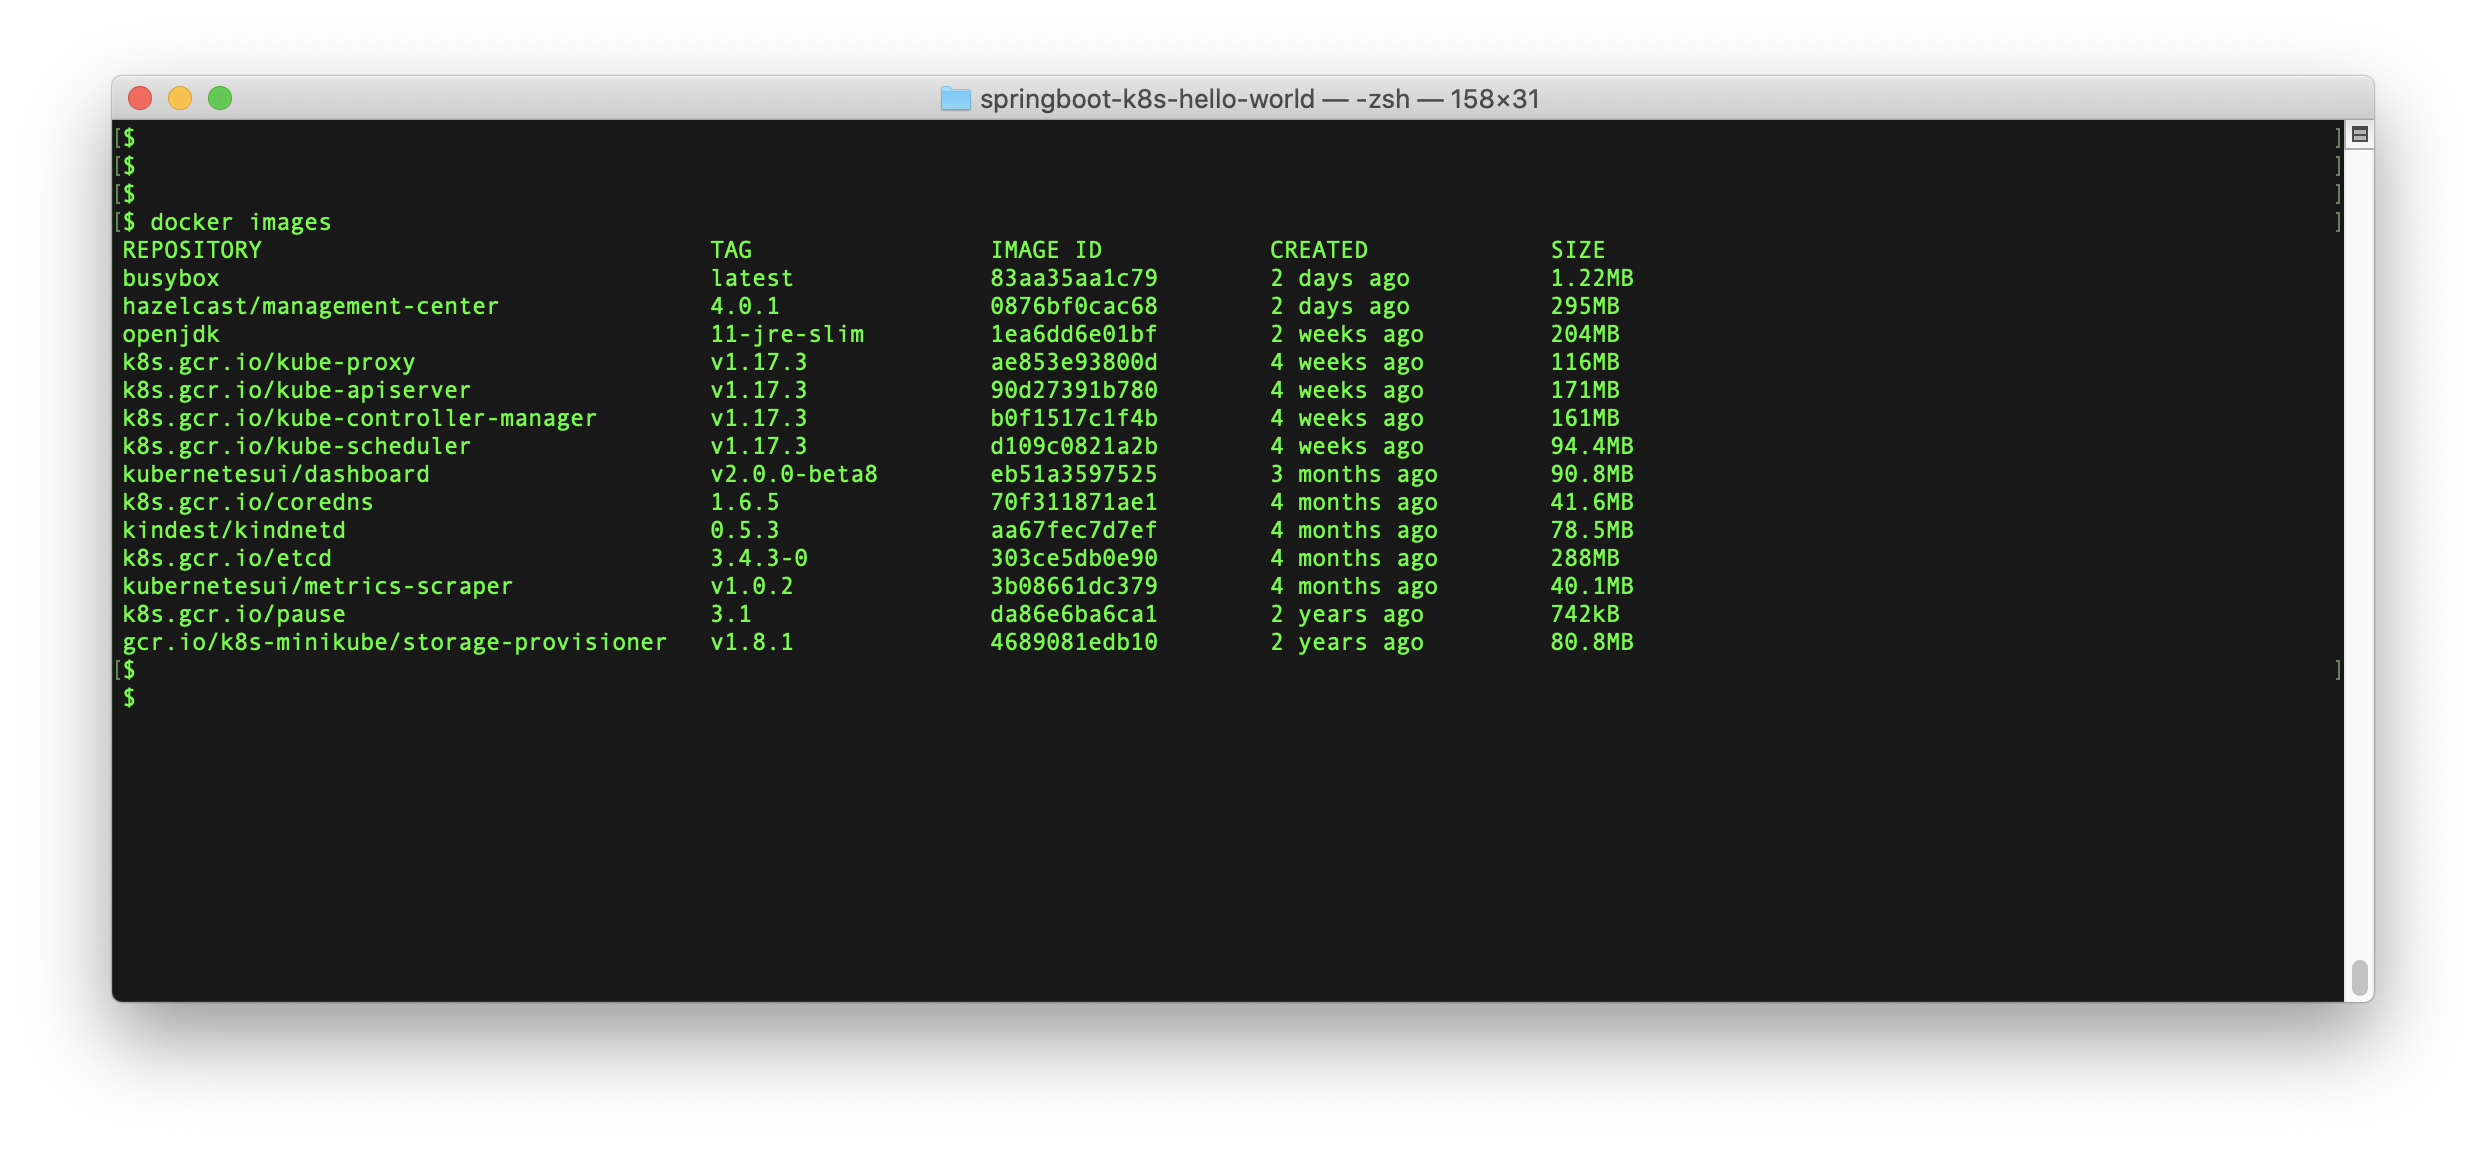 springboot-k8s-hello-world — -zsh — 158×31
[$ ]
[$ ]
[$ ]
[$ docker images ]
REPOSITORY TAG IMAGE ID CREATED SIZE
busybox latest 83aa35aa1c79 2 days ago 1.22MB
hazelcast/management-center 4.0.1 0876bf0cac68 2 days ago 295MB
openjdk 11-jre-slim 1ea6dd6e01bf 2 weeks ago 204MB
k8s.gcr.io/kube-proxy v1.17.3 ae853e93800d 4 weeks ago 116MB
k8s.gcr.io/kube-apiserver v1.17.3 90d27391b780 4 weeks ago 171MB
k8s.gcr.io/kube-controller-manager v1.17.3 b0f1517c1f4b 4 weeks ago 161MB
k8s.gcr.io/kube-scheduler v1.17.3 d109c0821a2b 4 weeks ago 94.4MB
kubernetesui/dashboard v2.0.0-beta8 eb51a3597525 3 months ago 90.8MB
k8s.gcr.io/coredns 1.6.5 70f311871ae1 4 months ago 41.6MB
kindest/kindnetd 0.5.3 aa67fec7d7ef 4 months ago 78.5MB
k8s.gcr.io/etcd 3.4.3-0 303ce5db0e90 4 months ago 288MB
kubernetesui/metrics-scraper v1.0.2 3b08661dc379 4 months ago 40.1MB
k8s.gcr.io/pause 3.1 da86e6ba6ca1 2 years ago 742kB
gcr.io/k8s-minikube/storage-provisioner v1.8.1 4689081edb10 2 years ago 80.8MB
[$ ]
$